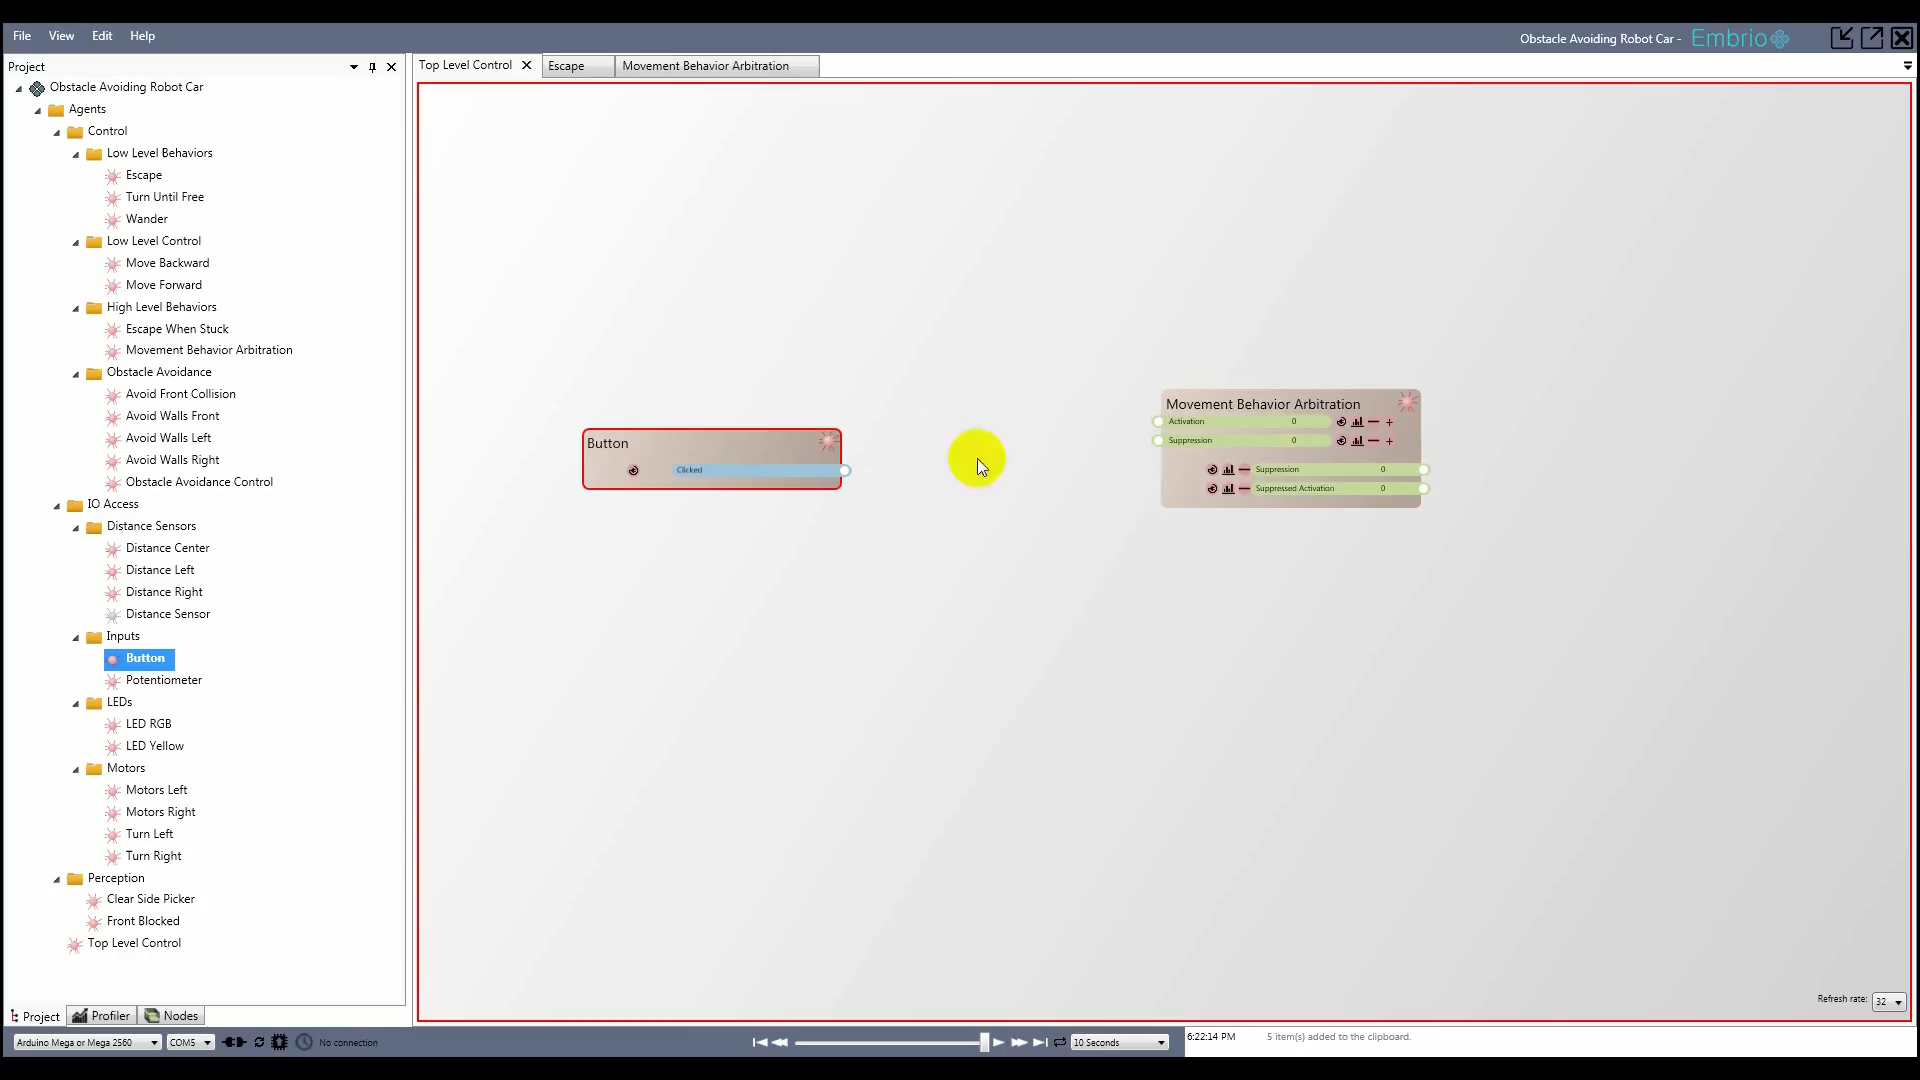 File View Edit Help
Obstacle Avoiding Robot Car - Embrio
Project
Top Level Control
Escape
Movement Behavior Arbitration
Obstacle Avoiding Robot Car
Agents
Control
Low Level Behaviors
Escape
Turn Until Free
Wander
Low Level Control
Move Backward
Move Forward
High Level Behaviors
Escape When Stuck
Movement Behavior Arbitration
Obstacle Avoidance
Avoid Front Collision
Avoid Walls Front
Avoid Walls Left
Avoid Walls Right
Obstacle Avoidance Control
IO Access
Distance Sensors
Distance Center
Distance Left
Distance Right
Distance Sensor
Inputs
Button
Potentiometer
LEDs
LED RGB
LED Yellow
Motors
Motors Left
Motors Right
Turn Left
Turn Right
Perception
Clear Side Picker
Front Blocked
Top Level Control
Button
Clicked
Movement Behavior Arbitration
Activation 0
Suppression 0
Suppression 0
Suppressed Activation 0
Refresh rate: 32
Project Profiler Nodes
Arduino Mega or Mega 2560 COM5 No connection
10 Seconds
6:22:14 PM 5 item(s) added to the clipboard.